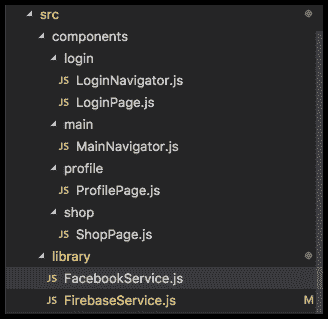 src
components
login
JS LoginNavigator.js
JS LoginPage.js
main
JS MainNavigator.js
profile
JS ProfilePage.js
shop
JS ShopPage.js
library
JS FacebookService.js
JS FirebaseService.js M